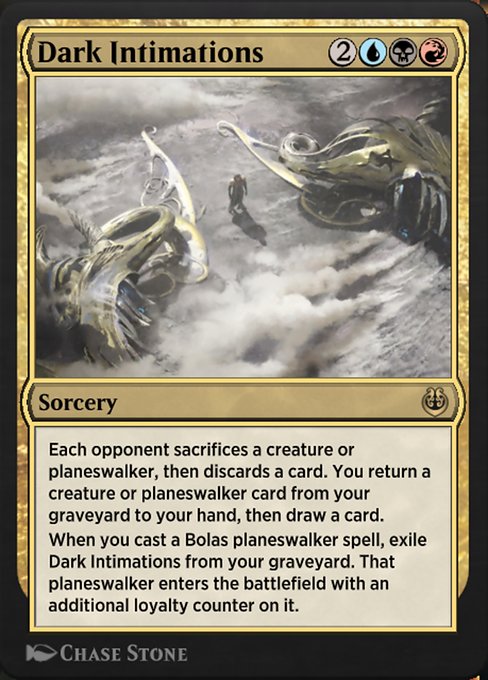 Dark Intimations 2
Sorcery
Each opponent sacrifices a creature or
planeswalker, then discards a card. You return a
creature or planeswalker card from your
graveyard to your hand, then draw a card.
When you cast a Bolas planeswalker spell, exile
Dark Intimations from your graveyard. That
planeswalker enters the battlefield with an
additional loyalty counter on it.
Chase Stone